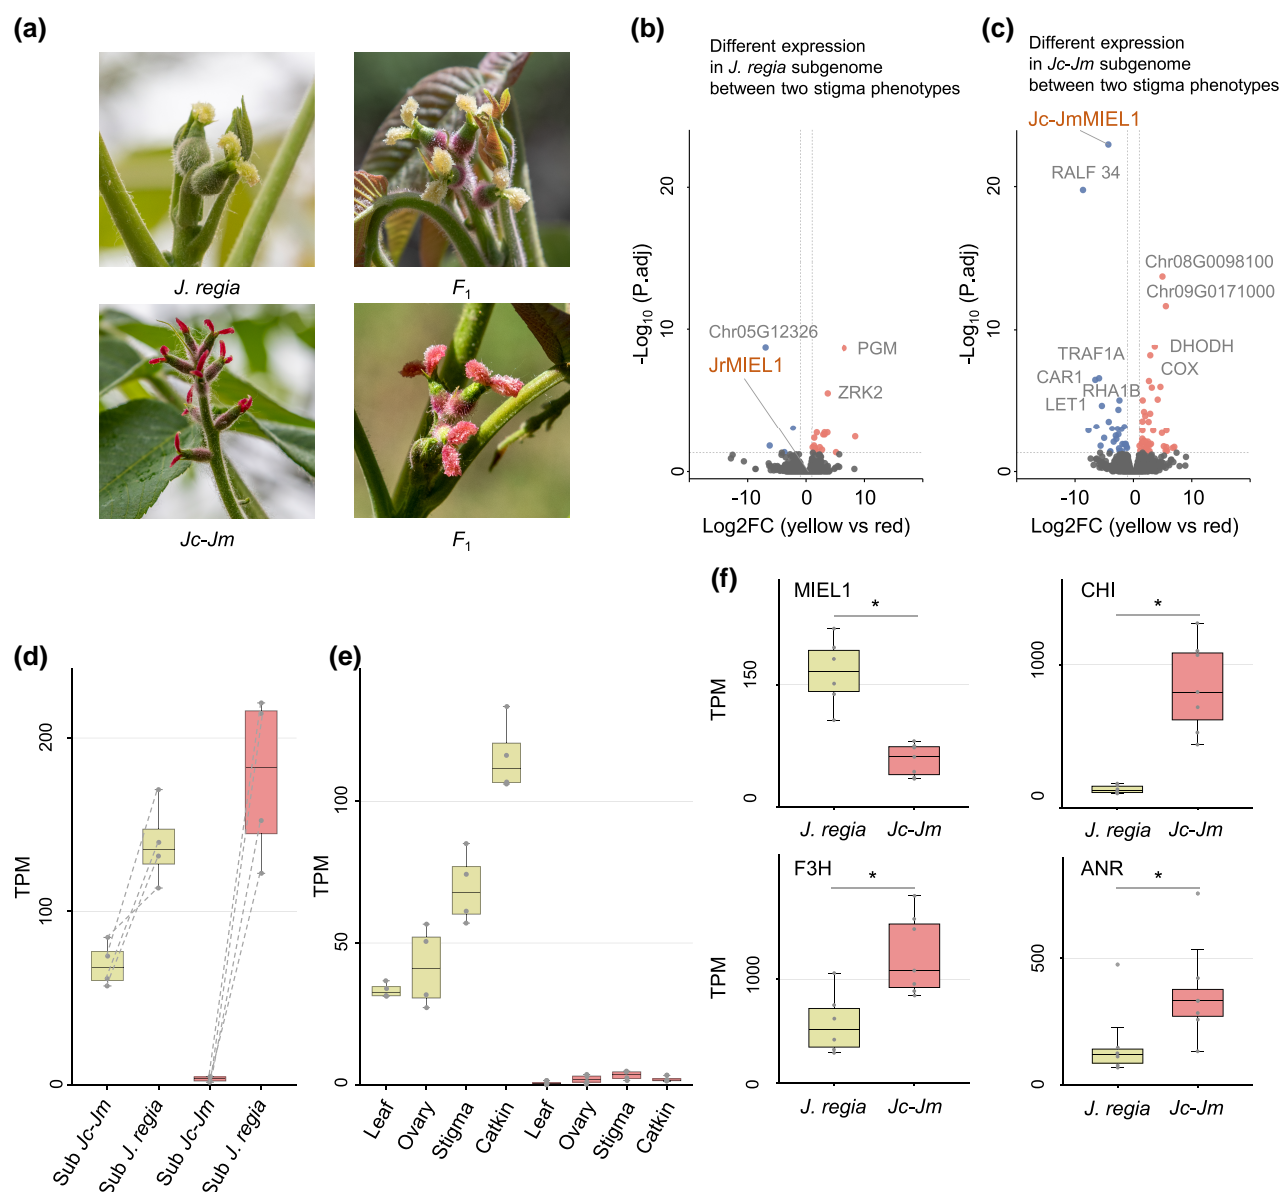 (a)
J. regia
F1
Jc-Jm
F1
(b)
Different expression
in J. regia subgenome
between two stigma phenotypes
-Log10 (P.adj)
20
10
0
Chr05G12326
JrMIEL1
PGM
ZRK2
-10
0
10
Log2FC (yellow vs red)
(c)
Different expression
in Jc-Jm subgenome
between two stigma phenotypes
Jc-JmMIEL1
RALF 34
Chr08G0098100
Chr09G0171000
TRAF1A
DHODH
CAR1
COX
RHA1B
LET1
-Log10 (P.adj)
20
10
0
-10
0
10
Log2FC (yellow vs red)
(d)
TPM
200
100
0
Sub Jc-Jm
Sub J. regia
Sub Jc-Jm
Sub J. regia
(e)
TPM
100
50
0
Leaf
Ovary
Stigma
Catkin
Leaf
Ovary
Stigma
Catkin
(f)
MIEL1
*
TPM
150
0
J. regia
Jc-Jm
CHI
*
1000
0
J. regia
Jc-Jm
F3H
*
TPM
1000
0
J. regia
Jc-Jm
ANR
*
500
0
J. regia
Jc-Jm